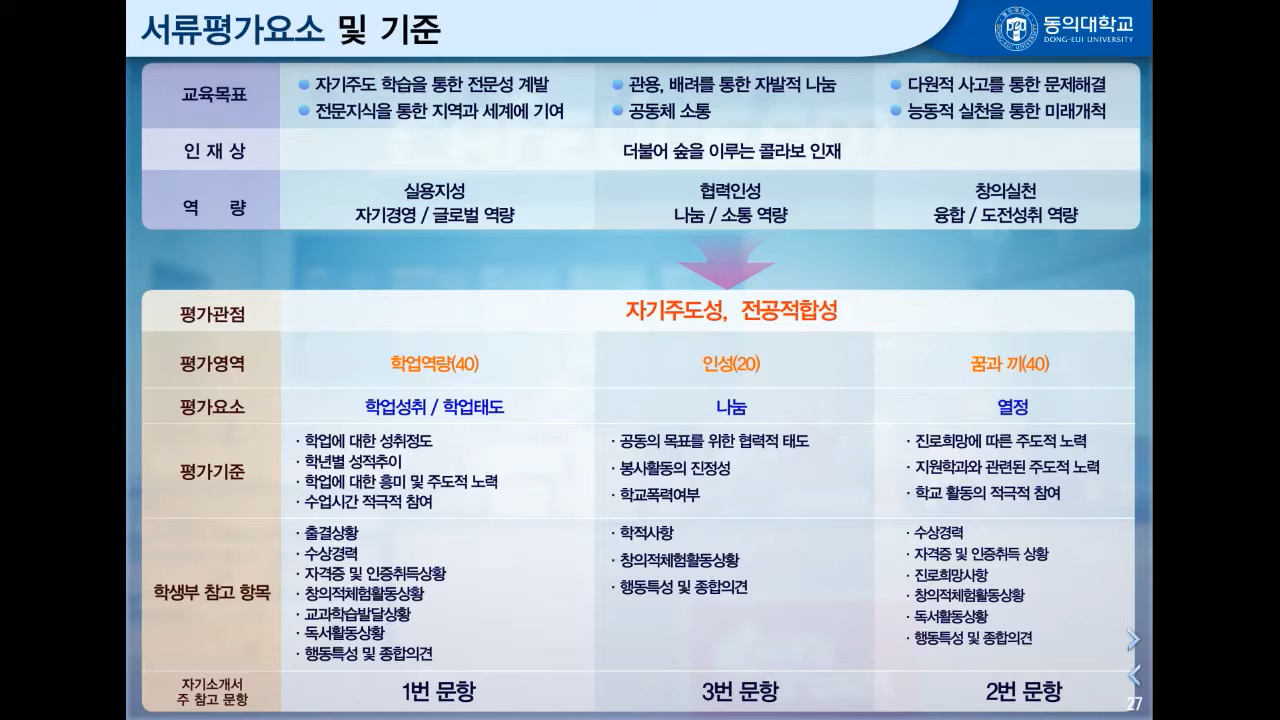 서류평가요소 및 기준
동의대학교
DONG-EUI UNIVERSITY
교육목표
자기주도 학습을 통한 전문성 계발
전문지식을 통한 지역과 세계에 기여
관용, 배려를 통한 자발적 나눔
공동체 소통
다원적 사고를 통한 문제해결
능동적 실천을 통한 미래개척
인 재 상
더불어 숲을 이루는 콜라보 인재
역 량
실용지성
자기경영 / 글로벌 역량
협력인성
나눔 / 소통 역량
창의실천
융합 / 도전성취 역량
평가관점
자기주도성, 전공적합성
평가영역
학업역량(40)
인성(20)
꿈과 끼(40)
평가요소
학업성취 / 학업태도
나눔
열정
평가기준
· 학업에 대한 성취정도
· 학년별 성적추이
· 학업에 대한 흥미 및 주도적 노력
· 수업시간 적극적 참여
· 공동의 목표를 위한 협력적 태도
· 봉사활동의 진정성
· 학교폭력여부
· 진로희망에 따른 주도적 노력
· 지원학과와 관련된 주도적 노력
· 학교 활동의 적극적 참여
학생부 참고 항목
· 출결상황
· 수상경력
· 자격증 및 인증취득상황
· 창의적체험활동상황
· 교과학습발달상황
· 독서활동상황
· 행동특성 및 종합의견
· 학적사항
· 창의적체험활동상황
· 행동특성 및 종합의견
· 수상경력
· 자격증 및 인증취득 상황
· 진로희망사항
· 창의적체험활동상황
· 독서활동상황
· 행동특성 및 종합의견
자기소개서
주 참고 문항
1번 문항
3번 문항
2번 문항
27